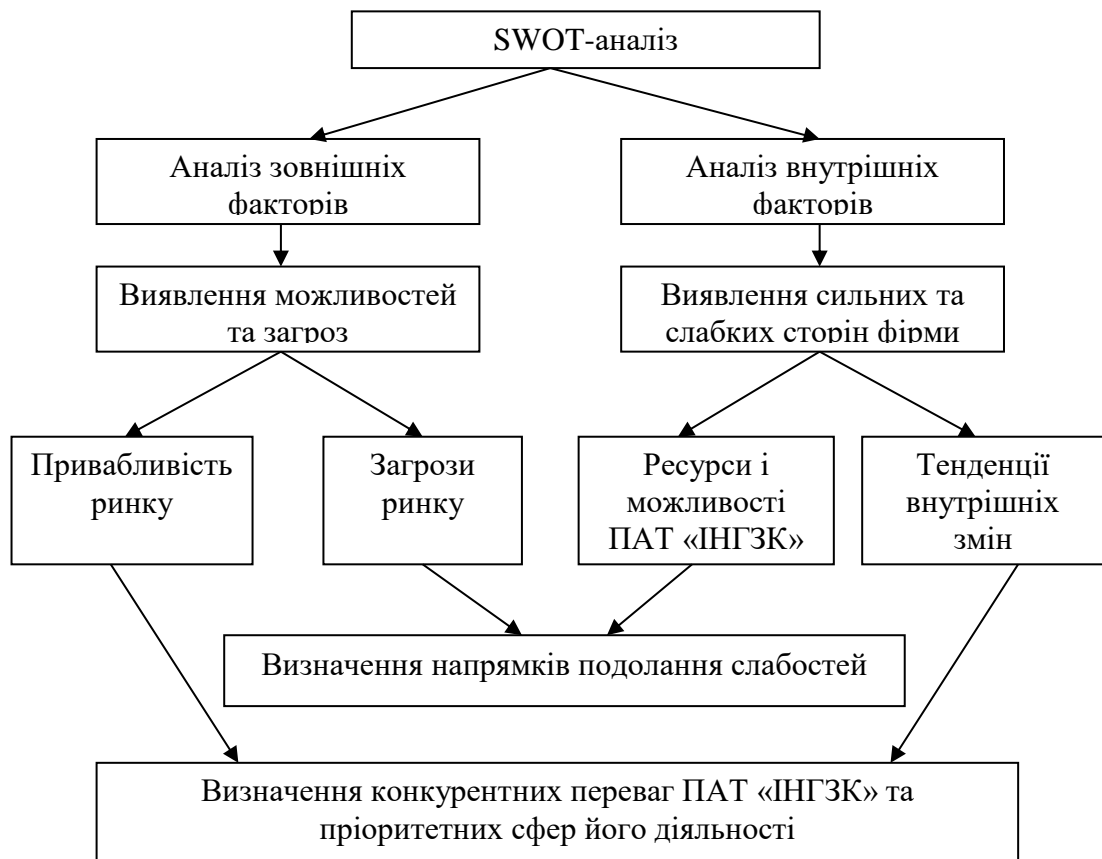 SWOT-аналіз
Аналіз зовнішніх
факторів
Аналіз внутрішніх
факторів
Виявлення можливостей
та загроз
Виявлення сильних та
слабких сторін фірми
Привабливість
ринку
Загрози
ринку
Ресурси і
можливості
ПАТ «ІНГЗК»
Тенденції
внутрішніх
змін
Визначення напрямків подолання слабостей
Визначення конкурентних переваг ПАТ «ІНГЗК» та
пріоритетних сфер його діяльності